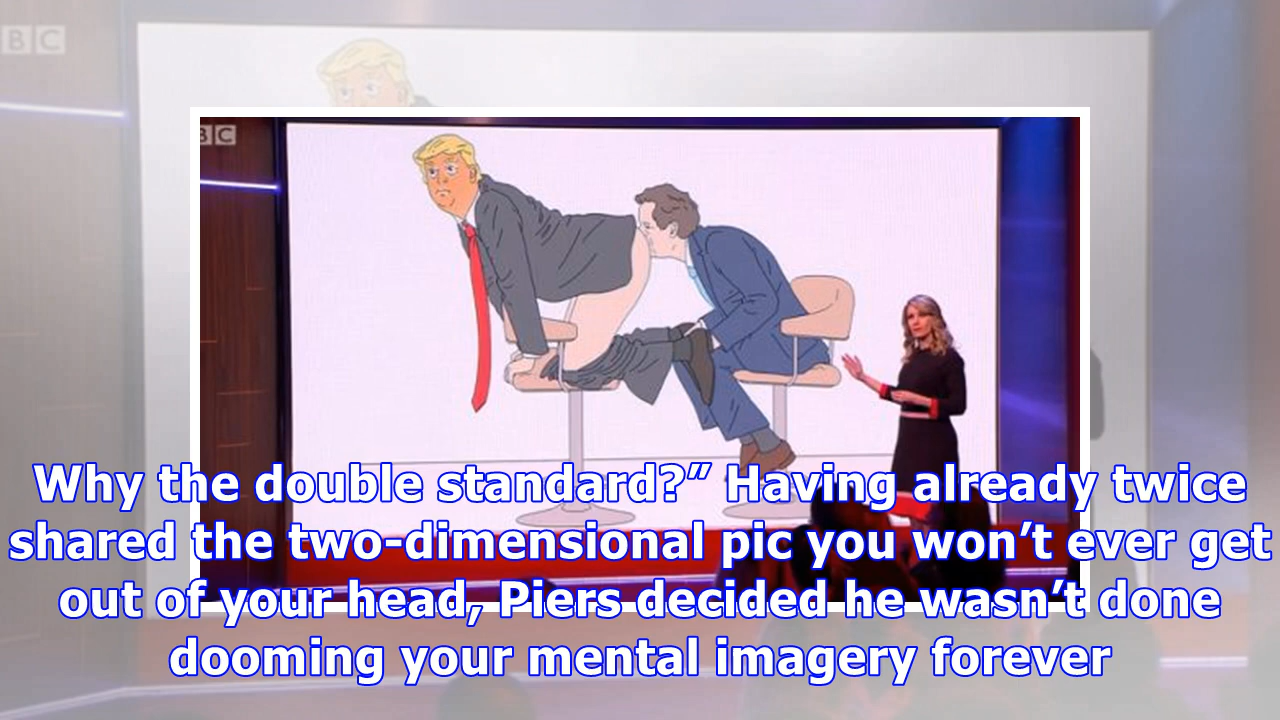 BBC
BBC
Why the double standard?” Having already twice
shared the two-dimensional pic you won’t ever get
out of your head, Piers decided he wasn’t done
dooming your mental imagery forever